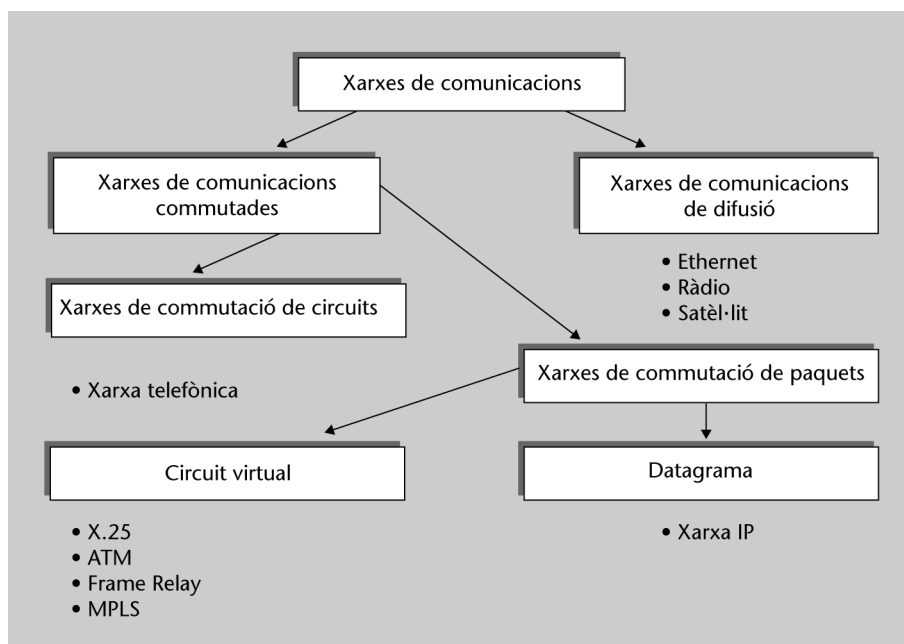 Xarxes de comunicacions
Xarxes de comunicacions
commutades
Xarxes de comunicacions
de difusió
• Ethernet
• Ràdio
• Satèl·lit
Xarxes de commutació de circuits
• Xarxa telefònica
Xarxes de commutació de paquets
Circuit virtual
• X.25
• ATM
• Frame Relay
• MPLS
Datagrama
• Xarxa IP